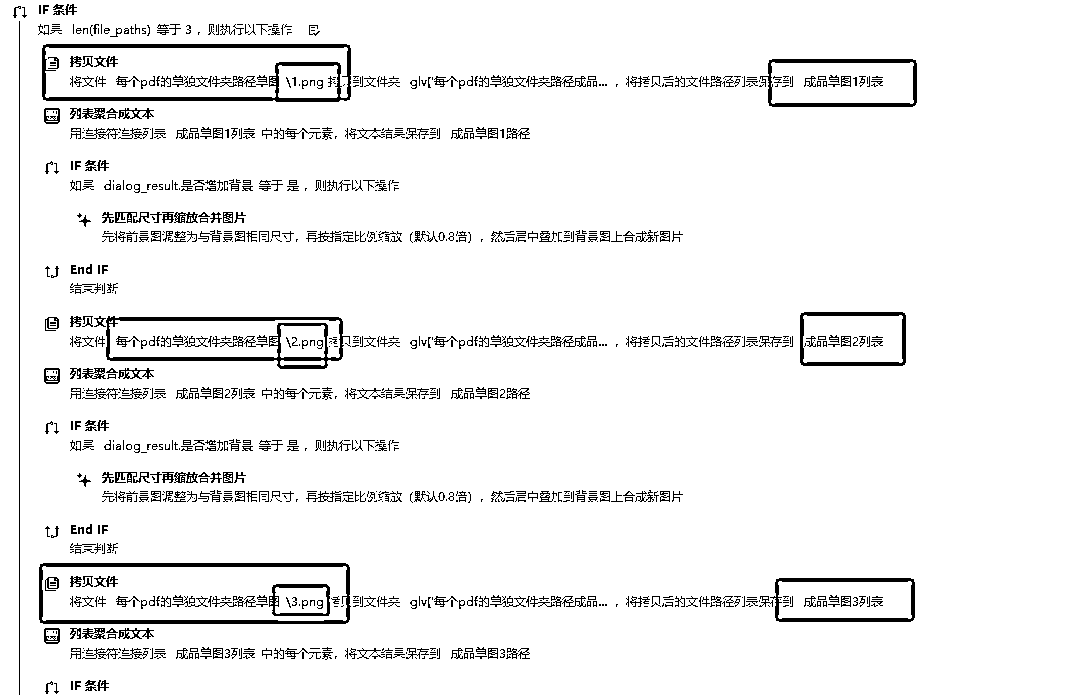 IF 条件
如果 len(file_paths) 等于 3 ，则执行以下操作
拷贝文件
将文件 每个pdf的单独文件夹路径草图 \1.png 拷贝到文件夹 glv['每个pdf的单独文件夹路径成品... ，将拷贝后的文件路径列表保存到 成品单图1列表
列表聚合成文本
用连接符连接列表 成品单图1列表 中的每个元素，将文本结果保存到 成品单图1路径
IF 条件
如果 dialog_result.是否增加背景 等于 是 ，则执行以下操作
先匹配尺寸再缩放合并图片
先将前景图调整为与背景图相同尺寸，再按指定比例缩放（默认0.8倍），然后居中叠加到背景图上合成新图片
End IF
结束判断
拷贝文件
将文件 每个pdf的单独文件夹路径草图 \2.png 拷贝到文件夹 glv['每个pdf的单独文件夹路径成品... ，将拷贝后的文件路径列表保存到 成品单图2列表
列表聚合成文本
用连接符连接列表 成品单图2列表 中的每个元素，将文本结果保存到 成品单图2路径
IF 条件
如果 dialog_result.是否增加背景 等于 是 ，则执行以下操作
先匹配尺寸再缩放合并图片
先将前景图调整为与背景图相同尺寸，再按指定比例缩放（默认0.8倍），然后居中叠加到背景图上合成新图片
End IF
结束判断
拷贝文件
将文件 每个pdf的单独文件夹路径草图 \3.png 拷贝到文件夹 glv['每个pdf的单独文件夹路径成品... ，将拷贝后的文件路径列表保存到 成品单图3列表
列表聚合成文本
用连接符连接列表 成品单图3列表 中的每个元素，将文本结果保存到 成品单图3路径
IF 条件